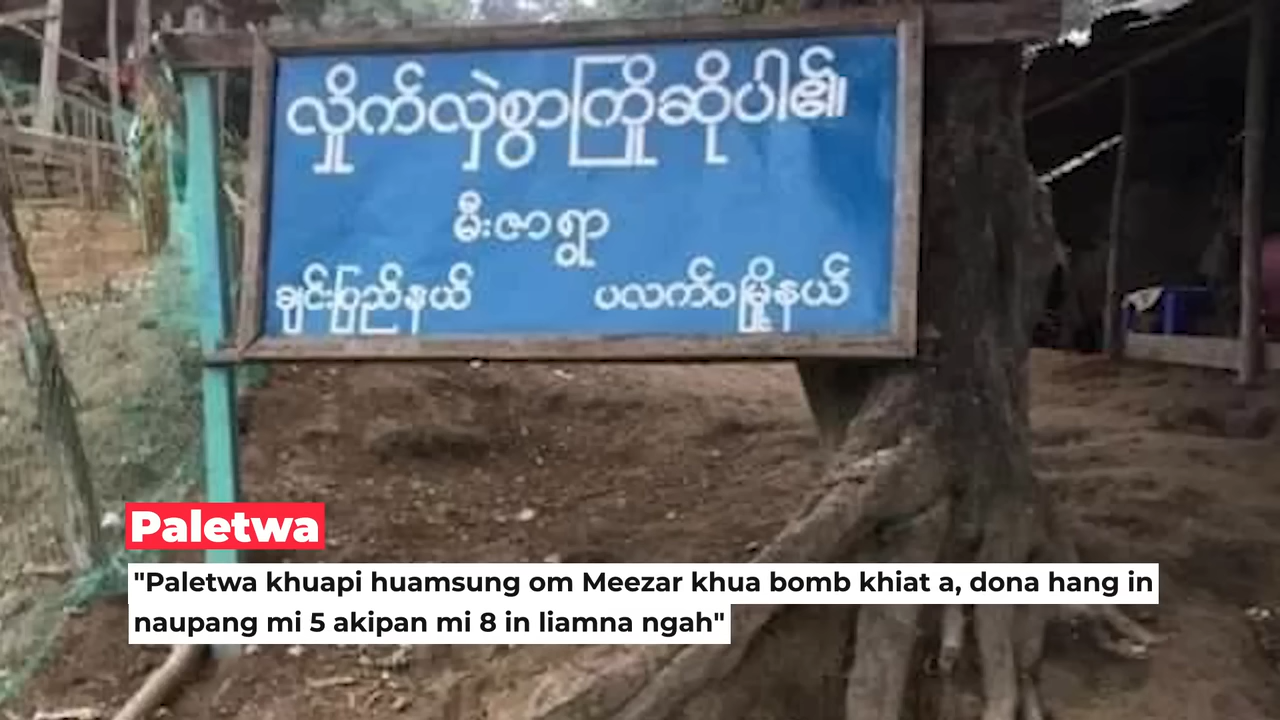 လှိုက်လှဲစွာကြိုဆိုပါ၏။
မီးဇာရွာ
ချင်းပြည်နယ် ပလက်ဝမြို့နယ်
Paletwa
"Paletwa khuapi huamsung om Meezar khua bomb khiat a, dona hang in
naupang mi 5 akipan mi 8 in liamna ngah"